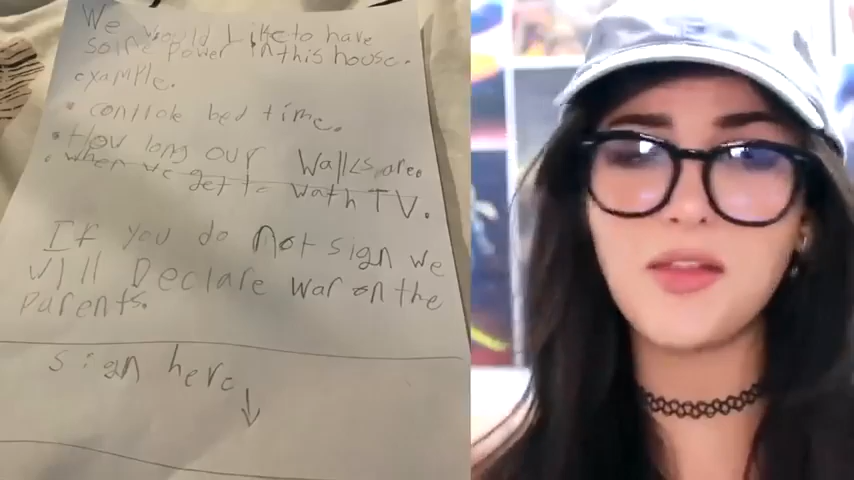 We would Like to have
some power in this house.
example.
• controle bed time.
• How long our Walks are.
• when we get to wath TV.
If you do not sign we
will Declare war on the
parents.
sign here